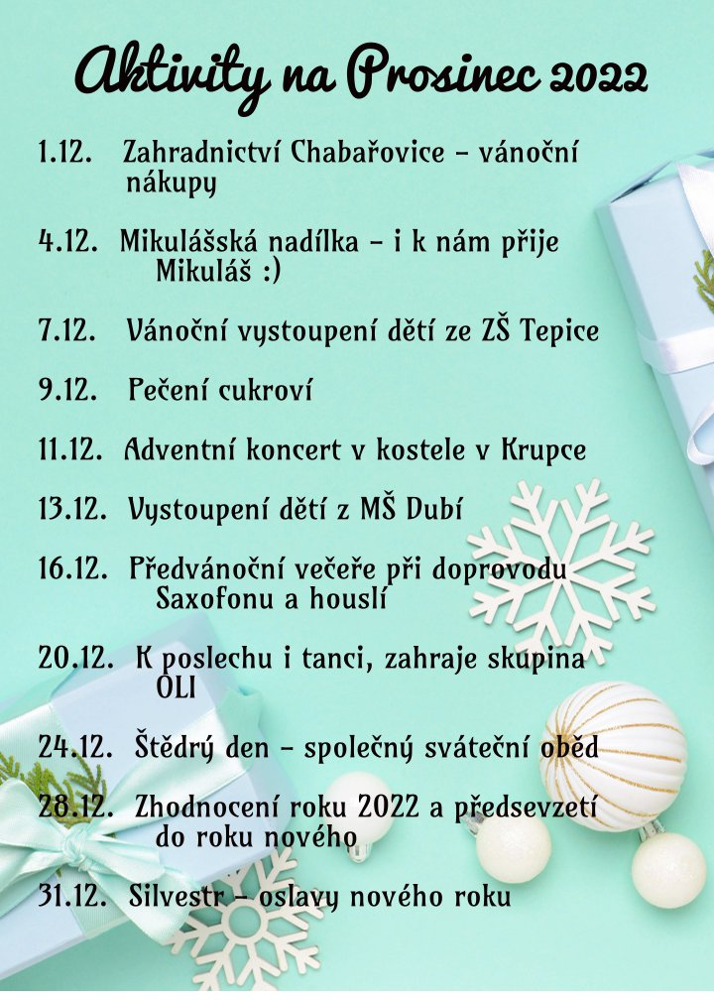 Aktivity na Prosinec 2022
1.12. Zahradnictví Chabařovice – vánoční
nákupy
4.12. Mikulášská nadílka – i k nám přije
Mikuláš :)
7.12. Vánoční vystoupení dětí ze ZŠ Tepice
9.12. Pečení cukroví
11.12. Adventní koncert v kostele v Krupce
13.12. Vystoupení dětí z MŠ Dubí
16.12. Předvánoční večeře při doprovodu
Saxofonu a houslí
20.12. K poslechu i tanci, zahraje skupina
OLI
24.12. Štědrý den – společný sváteční oběd
28.12. Zhodnocení roku 2022 a předsevzetí
do roku nového
31.12. Silvestr – oslavy nového roku